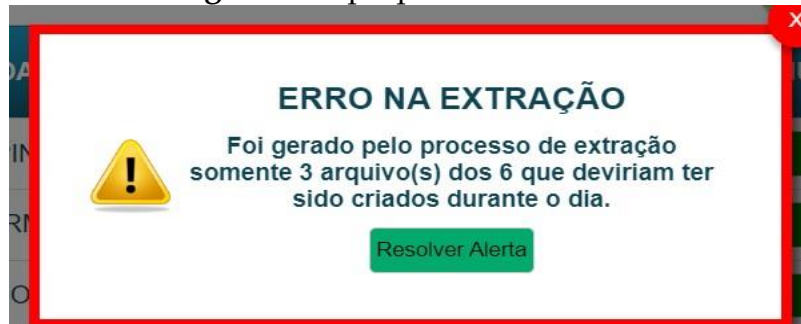 X
ERRO NA EXTRAÇÃO
Foi gerado pelo processo de extração
somente 3 arquivo(s) dos 6 que deviriam ter
sido criados durante o dia.
Resolver Alerta